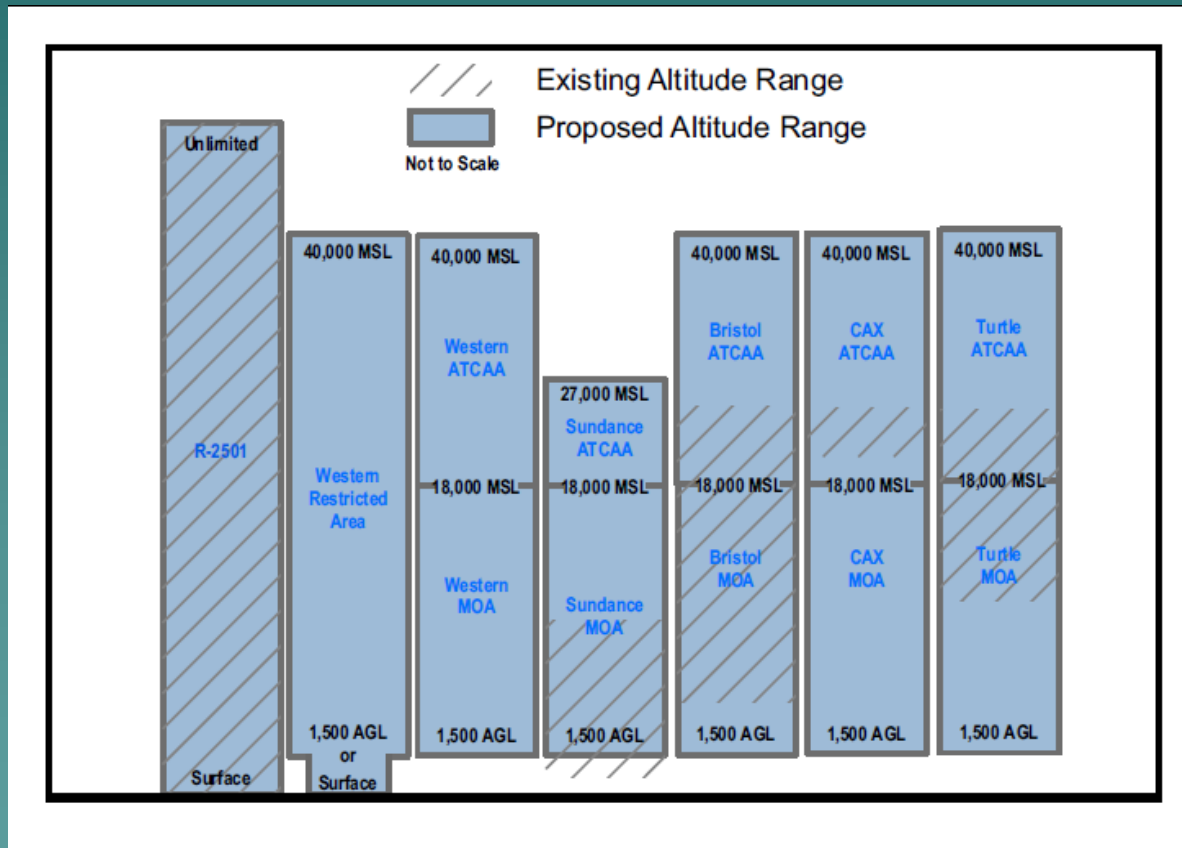 Existing Altitude Range
Proposed Altitude Range
Not to Scale
Unlimited
R-2501
Surface
40,000 MSL
Western
Restricted
Area
1,500 AGL
or
Surface
40,000 MSL
Western
ATCAA
18,000 MSL
Western
MOA
1,500 AGL
27,000 MSL
Sundance
ATCAA
18,000 MSL
Sundance
MOA
1,500 AGL
40,000 MSL
Bristol
ATCAA
18,000 MSL
Bristol
MOA
1,500 AGL
40,000 MSL
CAX
ATCAA
18,000 MSL
CAX
MOA
1,500 AGL
40,000 MSL
Turtle
ATCAA
18,000 MSL
Turtle
MOA
1,500 AGL